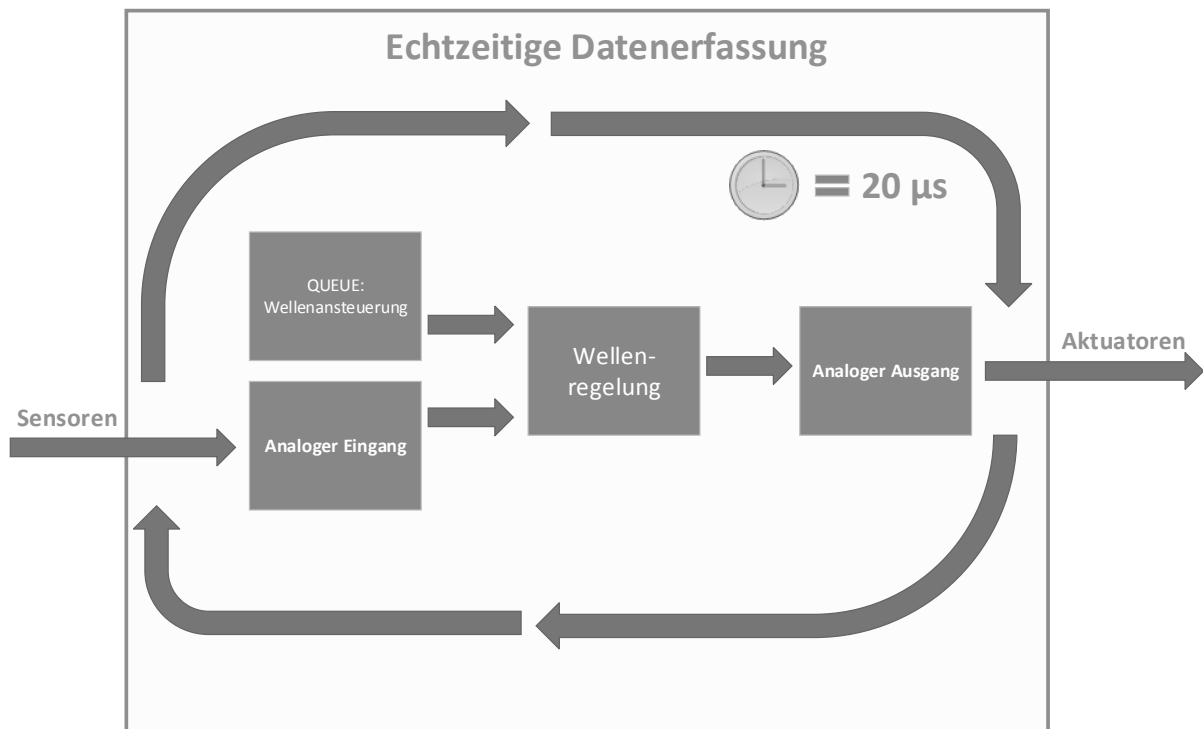 Echtzeitige Datenerfassung
= 20 µs
QUEUE:
Wellenansteuerung
Wellen-
regelung
Analoger Ausgang
Aktuatoren
Sensoren
Analoger Eingang